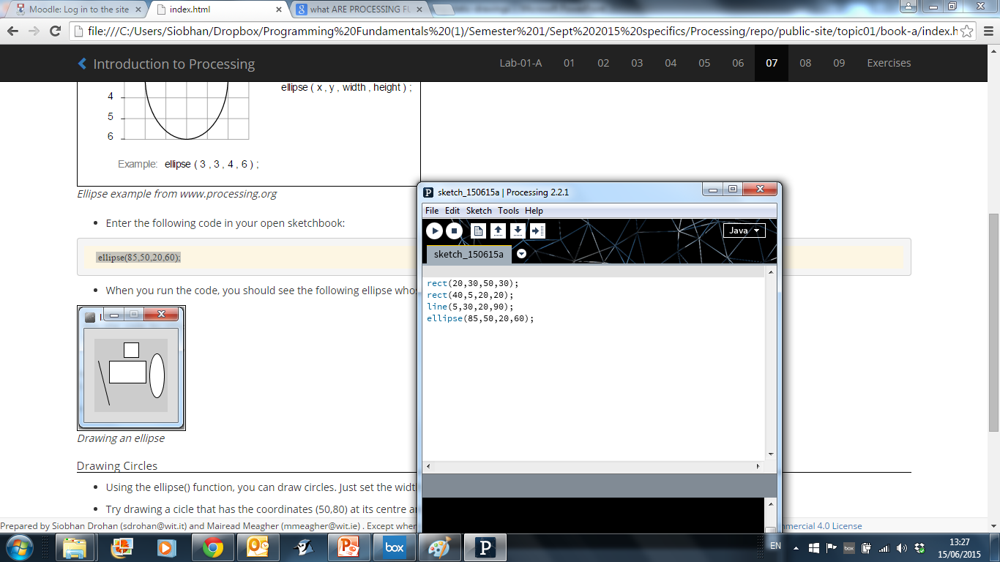 Moodle: Log in to the site
index.html
what ARE PROCESSING FU
file:///C:/Users/Siobhan/Dropbox/Programming%20Fundamentals%20(1)/Semester%201/Sept%202015%20specifics/Processing/repo/public-site/topic01/book-a/index.h
Introduction to Processing
Lab-01-A 01 02 03 04 05 06 07 08 09 Exercises
4
5
6
ellipse ( x , y , width , height ) ;
Example: ellipse ( 3 , 3 , 4 , 6 ) ;
Ellipse example from www.processing.org
Enter the following code in your open sketchbook:
ellipse(85,50,20,60);
When you run the code, you should see the following ellipse who
Drawing an ellipse
Drawing Circles
Using the ellipse() function, you can draw circles. Just set the widt
Try drawing a cicle that has the coordinates (50,80) at its centre a
Prepared by Siobhan Drohan (sdrohan@wit.it) and Mairead Meagher (mmeagher@wit.ie) . Except wher
mmercial 4.0 License
sketch_150615a | Processing 2.2.1
File Edit Sketch Tools Help
Java
sketch_150615a
rect(20,30,50,30);
rect(40,5,20,20);
line(5,30,20,90);
ellipse(85,50,20,60);
box
EN
box
13:27
15/06/2015